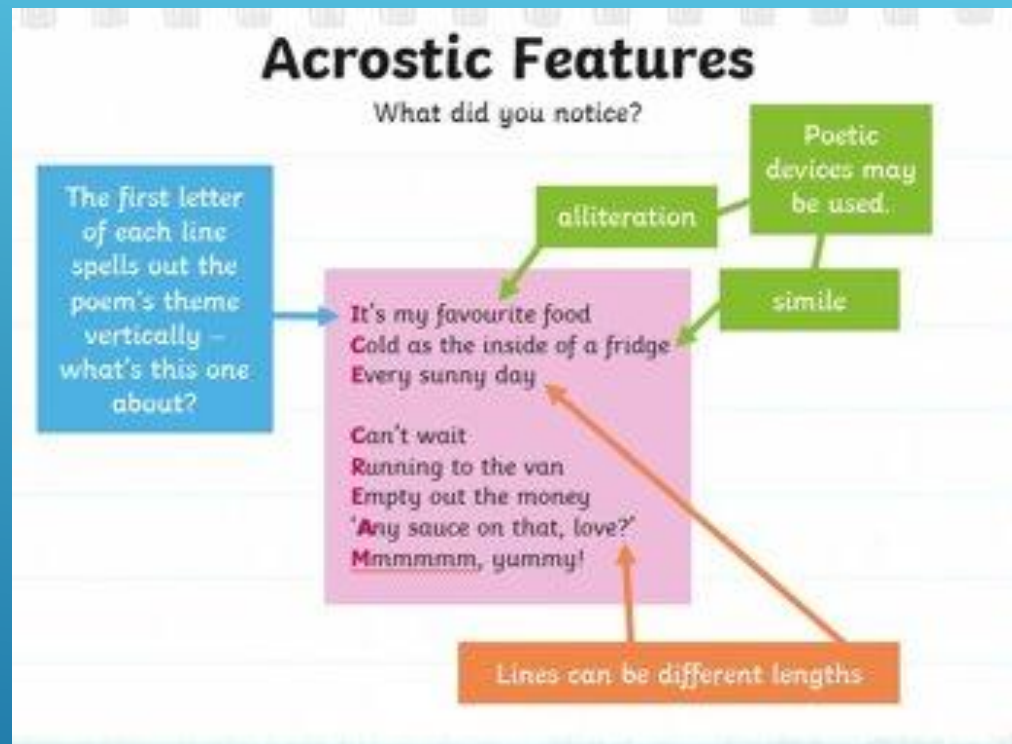 Acrostic Features
What did you notice?
The first letter
of each line
spells out the
poem's theme
vertically –
what's this one
about?
alliteration
Poetic
devices may
be used.
simile
It's my favourite food
Cold as the inside of a fridge
Every sunny day
Can't wait
Running to the van
Empty out the money
'Any sauce on that, love?'
Mmmmmm, yummy!
Lines can be different lengths